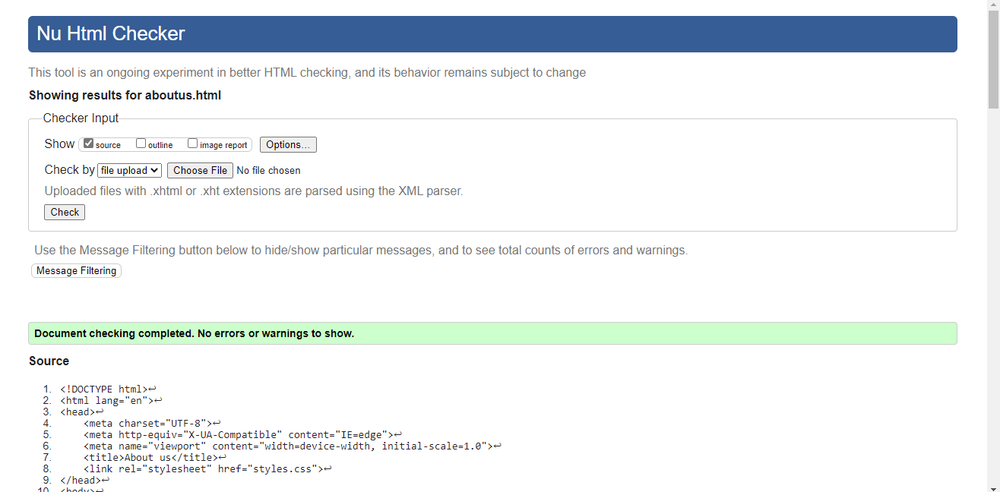 Nu Html Checker
This tool is an ongoing experiment in better HTML checking, and its behavior remains subject to change
Showing results for aboutus.html
Checker Input
Show source outline image report Options...
Check by file upload Choose File No file chosen
Uploaded files with .xhtml or .xht extensions are parsed using the XML parser.
Check
Use the Message Filtering button below to hide/show particular messages, and to see total counts of errors and warnings.
Message Filtering
Document checking completed. No errors or warnings to show.
Source
1. <!DOCTYPE html>↩
2. <html lang="en">↩
3. <head>↩
4.     <meta charset="UTF-8">↩
5.     <meta http-equiv="X-UA-Compatible" content="IE=edge">↩
6.     <meta name="viewport" content="width=device-width, initial-scale=1.0">↩
7.     <title>About us</title>↩
8.     <link rel="stylesheet" href="styles.css">↩
9. </head>↩
10. <body>↩